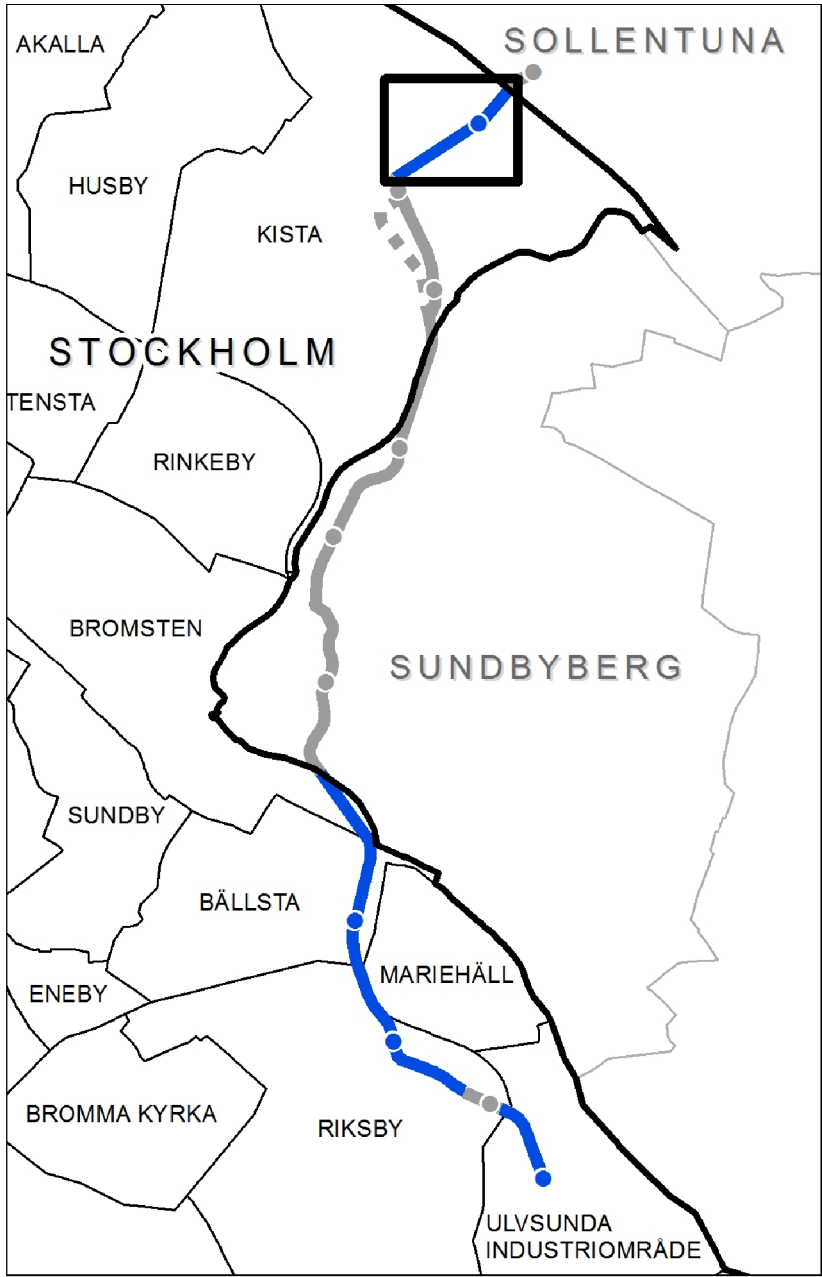 SOLLENTUNA
AKALLA
HUSBY
KISTA
STOCKHOLM
TENSTA
RINKEBY
BROMSTEN
SUNDBYBERG
SUNDBY
BÄLLSTA
MARIEHÄLL
ENEBY
BROMMA KYRKA
RIKSBY
ULVSUNDA
INDUSTRIOMRÅDE